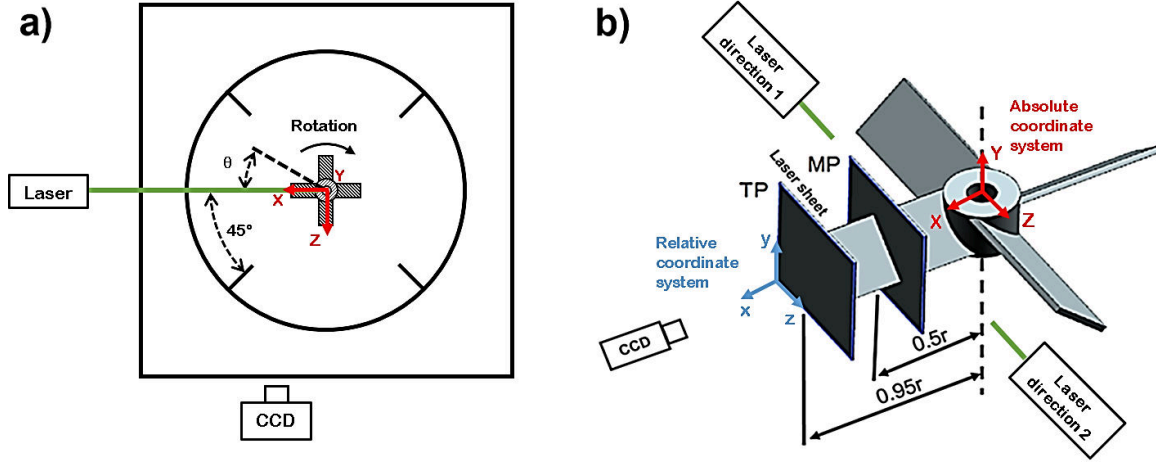 a)
Rotation
θ
Y
X
Z
Laser
45°
CCD
b)
Laser
direction 1
Absolute
coordinate
system
Y
X
Z
MP
Laser sheet
TP
Relative
coordinate
system
y
x
z
CCD
0.5r
0.95r
Laser
direction 2